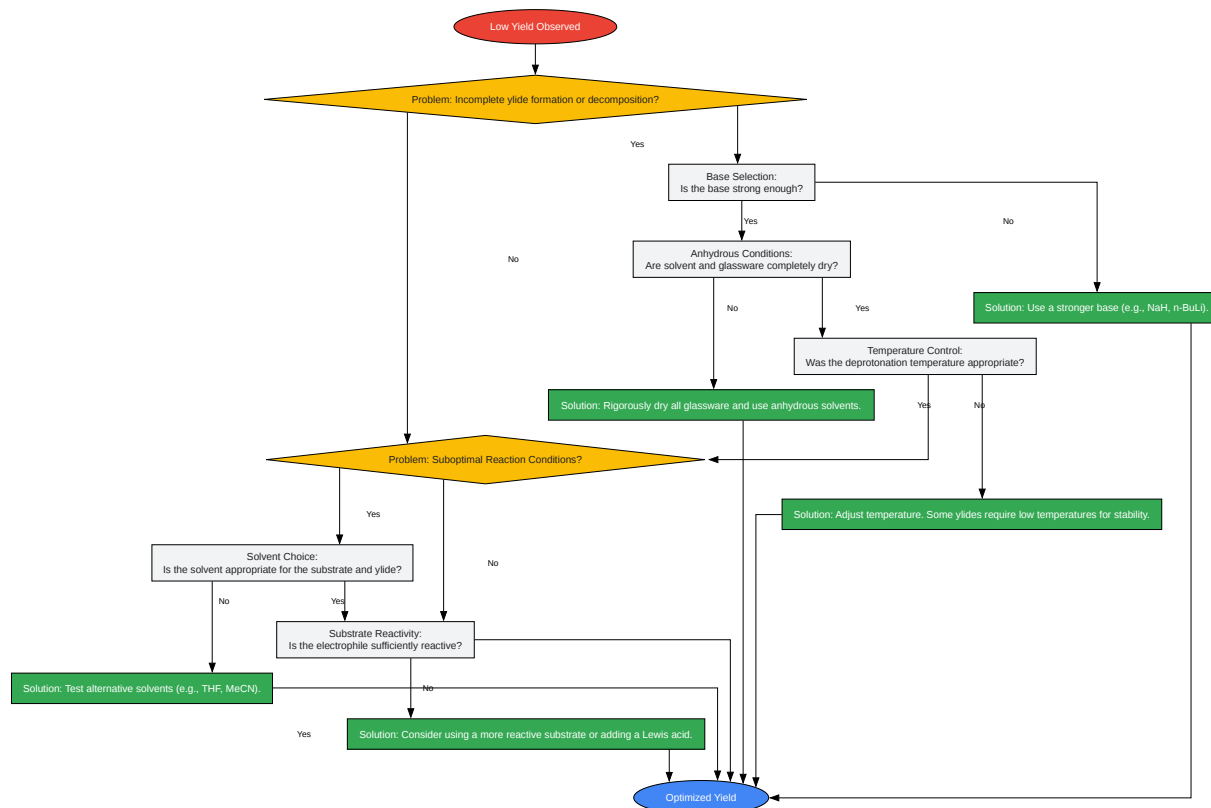 Low Yield Observed
Problem: Incomplete ylide formation or decomposition?
Yes
Base Selection:
Is the base strong enough?
Yes
No
Anhydrous Conditions:
Are solvent and glassware completely dry?
No
No
Yes
Solution: Use a stronger base (e.g., NaH, n-BuLi).
Temperature Control:
Was the deprotonation temperature appropriate?
Solution: Rigorously dry all glassware and use anhydrous solvents.
Yes
No
Problem: Suboptimal Reaction Conditions?
Yes
Solution: Adjust temperature. Some ylides require low temperatures for stability.
Solvent Choice:
Is the solvent appropriate for the substrate and ylide?
No
No
Yes
Substrate Reactivity:
Is the electrophile sufficiently reactive?
Solution: Test alternative solvents (e.g., THF, MeCN).
No
Yes
Solution: Consider using a more reactive substrate or adding a Lewis acid.
Optimized Yield